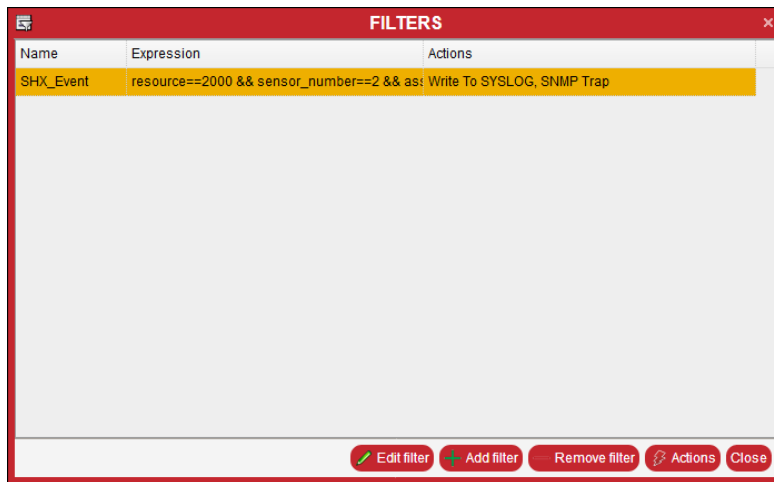 FILTERS
Name Expression Actions
SHX_Event resource==2000 && sensor_number==2 && ass Write To SYSLOG, SNMP Trap
Edit filter Add filter Remove filter Actions Close